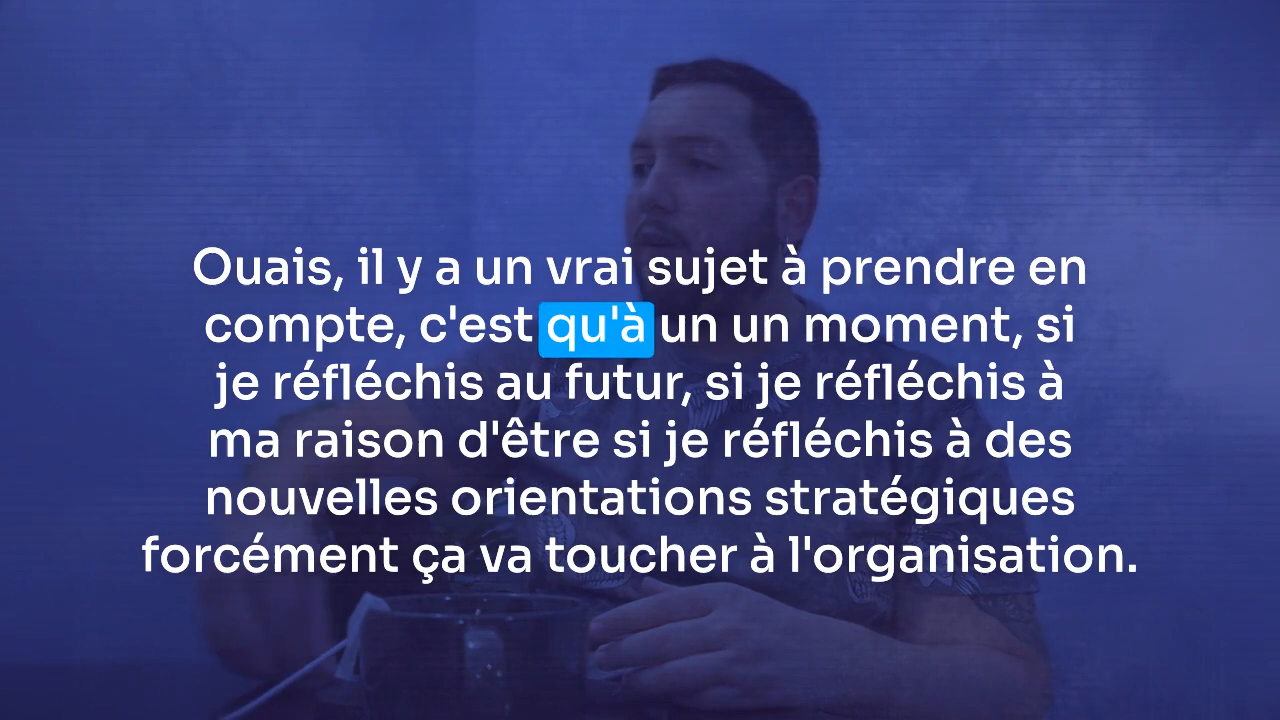 Ouais, il y a un vrai sujet à prendre en
compte, c'est qu'à un un moment, si
je réfléchis au futur, si je réfléchis à
ma raison d'être si je réfléchis à des
nouvelles orientations stratégiques
forcément ça va toucher à l'organisation.